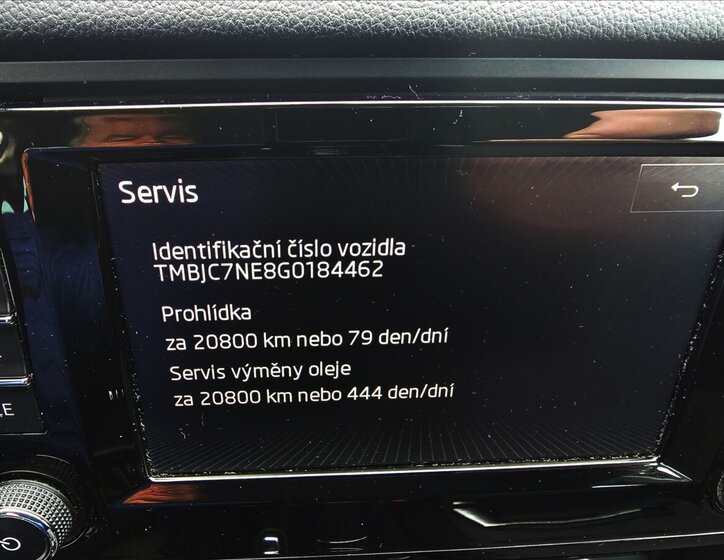 Servis
Identifikační číslo vozidla
TMBJC7NE8G0184462
Prohlídka
za 20800 km nebo 79 den/dní
Servis výměny oleje
za 20800 km nebo 444 den/dní